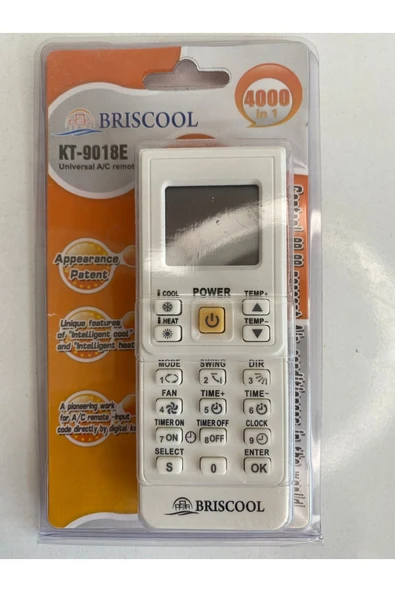 BRISCOOL
4000
in 1
KT-9018E
Universal A/C remot
Appearance
Patent
Unique features
of "Intelligent cool"
and "Intelligent heat
A pioneering work
for A/C remote -input
code directly by digital k
COOL POWER TEMP+
HEAT TEMP-
MODE SWING DIR
1 2 3
FAN TIME+ TIME-
4 5 6
TIMER ON TIMER OFF CLOCK
7 ON 8 OFF 9
SELECT ENTER
S 0 OK
BRISCOOL